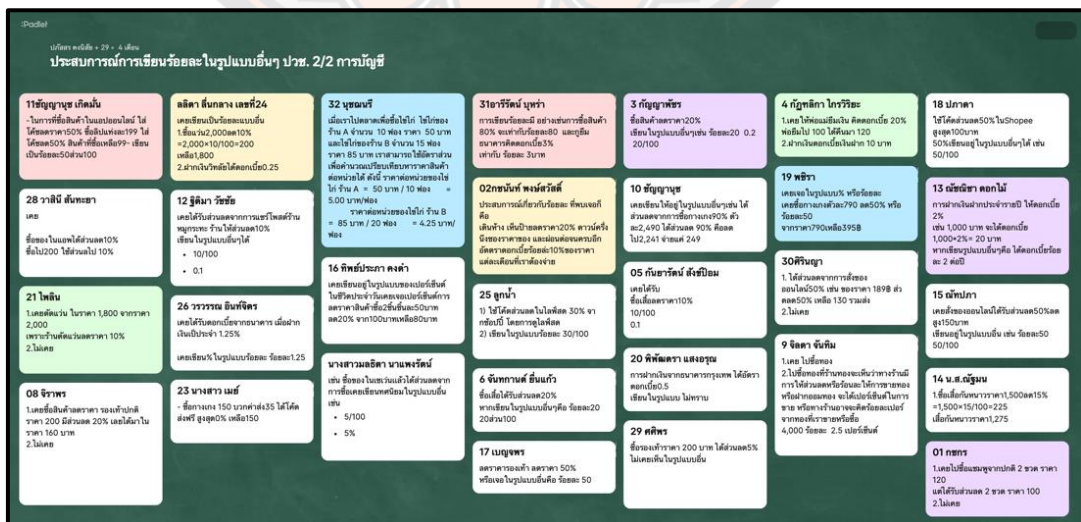 :Padlet
ปภัสสร คงนิสัย + 29 • 4 เดือน
ประสบการณ์การเขียนร้อยละในรูปแบบอื่นๆ ปวช. 2/2 การบัญชี
11ชัญญานุช เกิดมั่น
-ในการที่ซื้อสินค้าในแอปออนไลน์ ใส่
โค้ชลดราคา50% ซื้อลิปแท่งละ199 ใส่
โค้ชลด50% สินค้าที่ซื้อเหลือ99- เขียน
เป็นร้อยละ50ส่วน100
28 วาสินี สันทะยา
เคย
ซื้อของในแอพได้ส่วนลด10%
ซื้อไป200 ใช้ส่วนลไป 10%
21 ไพลิน
1.เคยตัดแว่น ในราคา 1,800 จากราคา
2,000
เพราะร้านตัดแว่นลดราคา 10%
2.ไม่เคย
08 จิราพร
1.เคยซื้อสินค้าลดราคา รองเท้าปกติ
ราคา 200 มีส่วนลด 20% เลยได้มาใน
ราคา 160 บาท
2.ไม่เคย
ลลิตา ลื่นกลาง เลขที่24
เคยเขียนเป็นร้อยละแบบอื่น
1.ซื้อแว่น2,000ลด10%
=2,000×10/100=200
เหลือ1,800
2.ฝากเงินวิทลัยได้ดอกเบี้ย0.25
12 ฐิติมา วัชชัย
เคยได้รับส่วนลดจากการแชร์โพสต์ร้าน
หมูกระทะ ร้านให้ส่วนลด10%
เขียนในรูปแบบอื่นๆได้
• 10/100
• 0.1
26 วรวรรณ อินท์จิตร
เคยได้รับดอกเบี้ยจากธนาคาร เมื่อฝาก
เงินเป็ประจำ 1.25%
เคยเขียน% ในรูปแบบร้อยละ ร้อยละ1.25
23 นางสาว เมย์
- ซื้อกางเกง 150 บวกค่าส่ง35 ได้โค้ด
ส่งฟรี สูงสุด0% เหลือ150
32 นุชฌนรี
เมื่อเราไปตลาดเพื่อซื้อไข่ไก่ ไข่ไก่ของ
ร้าน A จำนวน 10 ฟอง ราคา 50 บาท
และไข่ไก่ของร้าน B จำนวน 15 ฟอง
ราคา 85 บาท เราสามารถใช้อัตราส่วน
เพื่อคำนวณเปรียบเทียบราคาสินค้า
ต่อหน่วยได้ ดังนี้ ราคาต่อหน่วยของไข่
ไก่ ร้าน A = 50 บาท / 10 ฟอง =
5.00 บาท/ฟอง
ราคาต่อหน่วยของไข่ไก่ ร้าน B
= 85 บาท / 20 ฟอง = 4.25บาท/
ฟอง
16 ทิพย์ประภา คงดำ
เคยเขียนอยู่ในรูปแบบของเปอร์เซ็นต์
ในชีวิตประจำวันเคยเจอเปอร์เซ็นต์การ
ลดราคาสินค้าซื้อ2ชิ้นชิ้นละ50บาท
ลด20% จาก100บาทเหลือ80บาท
นางสาวมลธิตา นาแพงรัตน์
เช่น ซื้อของในเซเว่นแล้วได้ส่วนลดจาก
การซื้อเคยเขียนทศนิยมในรูปแบบอื่น
เช่น
• 5/100
• 5%
31อารีรัตน์ บุหร่า
การเขียนร้อยละมี อย่างเช่นการซื้อสินค้า
80% จะเท่ากับร้อยละ80 และกูยืม
ธนาคารคิดดอกเบี้ย3%
เท่ากับ ร้อยละ 3บาท
02กชนันท์ พงษ์สวัสดิ์
ประสบการณ์เกี่ยวกับร้อยละ ที่พบเจอก็
คือ
เดินห้าง เห็นป้ายลดราคา20% ดาวน์ครึ่ง
นึงของราคาของ และผ่อนต่อจนครบอีก
อัตราดอกเบี้ยร้อยล่ะ10%ของราคา
แต่ละเดือนที่เราต้องจ่าย
25 ลูกน้ำ
1) ใช้โค้ดส่วนลดในไลฟ์สด 30% จา
กช้อปปี้ โดยการดูไลฟ์สด
2) เขียนในรูปแบบร้อยละ 30/100
6 จันทกานต์ ยืนแก้ว
ซื้อเสื้อได้รับส่วนลด20%
หากเขียนในรูปแบบอื่นๆคือ ร้อยละ20
20ส่วน100
17 เบญจพร
ลดราคารองเท้า ลดราคา 50%
หรือเจอในรูปแบบอื่นคือ ร้อยละ 50
3 กัญญาพัชร
ซื้อสินค้าลดราคา20%
เขียนในรูปแบบอื่นๆเช่น ร้อยละ20 0.2
20/100
10 ชัญญานุช
เคยเขียนให้อยู่ในรูปแบบอื่นๆเช่น ได้
ส่วนลดจากการซื้อกางเกง90% ตัว
ละ2,490 ได้ส่วนลด 90% คือลด
ไป2,241 จ่ายแค่ 249
05 กันยารัตน์ สังข์ป้อม
เคยได้รับ
ซื้อเสื้อลดราคา10%
10/100
0.1
20 พิพัฒตรา แสงอรุณ
การฝากเงินจากธนาคารกรุงเทพ ได้อัตรา
ดอกเบี้ย0.5
เขียนในรูปแบบ ไม่ทราบ
29 ศศิพร
ซื้อรองเท้าราคา 200 บาท ได้ส่วนลด5%
ไม่เคยเห็นในรูปแบบอื่น
4 กัฏฑลิกา ไกรวิริยะ
1.เคยให้พ่อแม่ยืมเงิน คิดดอกเบี้ย 20%
พ่อยืมไป 100 ได้คืนมา 120
2.ฝากเงินดอกเบี้ยเงินฝาก 10 บาท
19 พชิรา
เคยเจอในรูปแบบ% หรือร้อยละ
เคยซื้อกางเกงตัวละ790 ลด50% หรือ
ร้อยละ50
จากราคา790เหลือ395฿
30ศิรินญา
1. ได้ส่วนลดจากการสั่งของ
ออนไลน์50% เช่น ของราคา 189฿ ส่ว
ดลด50% เหลือ 130 รวมส่ง
2.ไม่เคย
9 จิลดา จันทิม
1.เคย ไปซื้อทอง
2.ไปซื้อทองที่ร้านทองจะเห็นว่าทางร้านมี
การให้ส่วนลดหรือร้อนละให้การขายทอง
หรือฝากออมทอง จะได้เปอร์เซ็นต์ในการ
ขาย หรือทางร้านอาจจะคิดร้อยละเปอร์
จากทองที่เราขายหรือซื้อ
4,000 ร้อยละ 2.5 เปอร์เซ็นต์
18 ปภาดา
ใช้โค้ดส่วนลด50%ในShopee
สูงสุด100บาท
50%เขียนอยู่ในรูปแบบอื่นๆได้ เช่น
50/100
13 ณัชณิชา ดอกไม้
การฝากเงินฝากประจำรายปี ให้ดอกเบี้ย
2%
เช่น 1,000 บาท จะได้ดอกเบี้ย
1,000×2%= 20 บาท
หากเขียนรูปแบบอื่นๆคือ ได้ดอกเบี้ยร้อย
ละ 2 ต่อปี
15 ณัฐปภา
เคยสั่งของออนไลน์ได้รับส่วนลด50%ลด
สูง150บาท
เขียนอยู่ในรูปแบบอื่น เช่น ร้อยละ50
50/100
14 น.ส.ณัฐมน
1.ซื้อเสื้อกันหนาวราคา1,500ลด15%
=1,500×15/100=225
เสื้อกันหนาวราคา1,275
01 กชกร
1.เคยไปซื้อแชมพูจากปกติ 2 ขวด ราคา
120
แต่ได้รับส่วนลด 2 ขวด ราคา 100
2.ไม่เคย